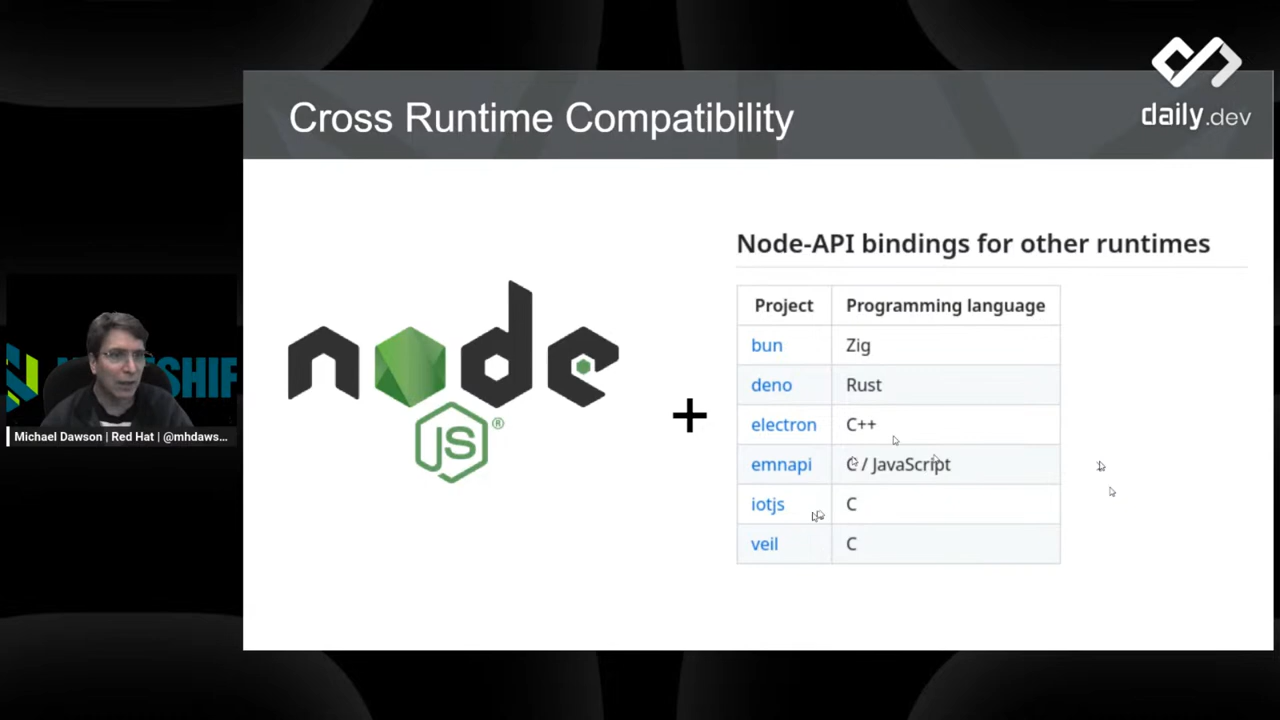 daily.dev
Cross Runtime Compatibility
node
JS®
+
Node-API bindings for other runtimes
Project Programming language
bun Zig
deno Rust
electron C++
emnapi C / JavaScript
iotjs C
veil C
SHIF
Michael Dawson | Red Hat | @mhdaws...